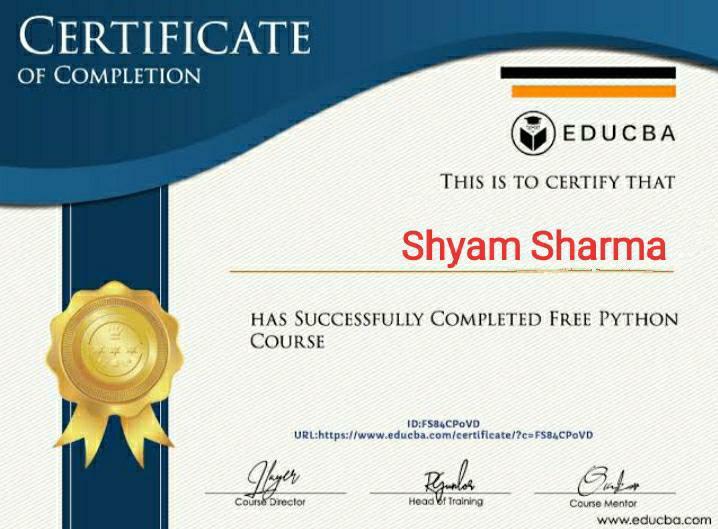 CERTIFICATE
OF COMPLETION
EDUCBA
THIS IS TO CERTIFY THAT
Shyam Sharma
HAS SUCCESSFULLY COMPLETED FREE PYTHON
COURSE
ID:FS84CPoVD
URL:https://www.educba.com/certificate/?c=FS84CPoVD
Course Director
Head of Training
Course Mentor
www.educba.com